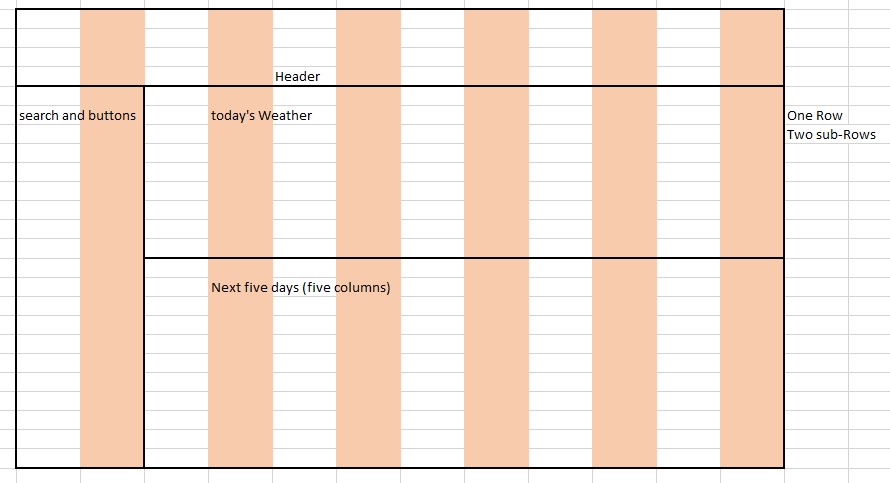 Header
search and buttons
today's Weather
One Row
Two sub-Rows
Next five days (five columns)